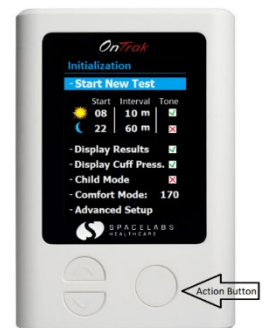 OnTrak
Initialization
- Start New Test
Start Interval Tone
08 10 m
22 60 m
- Display Results
- Display Cuff Press.
- Child Mode
- Comfort Mode: 170
- Advanced Setup
SPACELABS
HEALTHCARE
Action Button